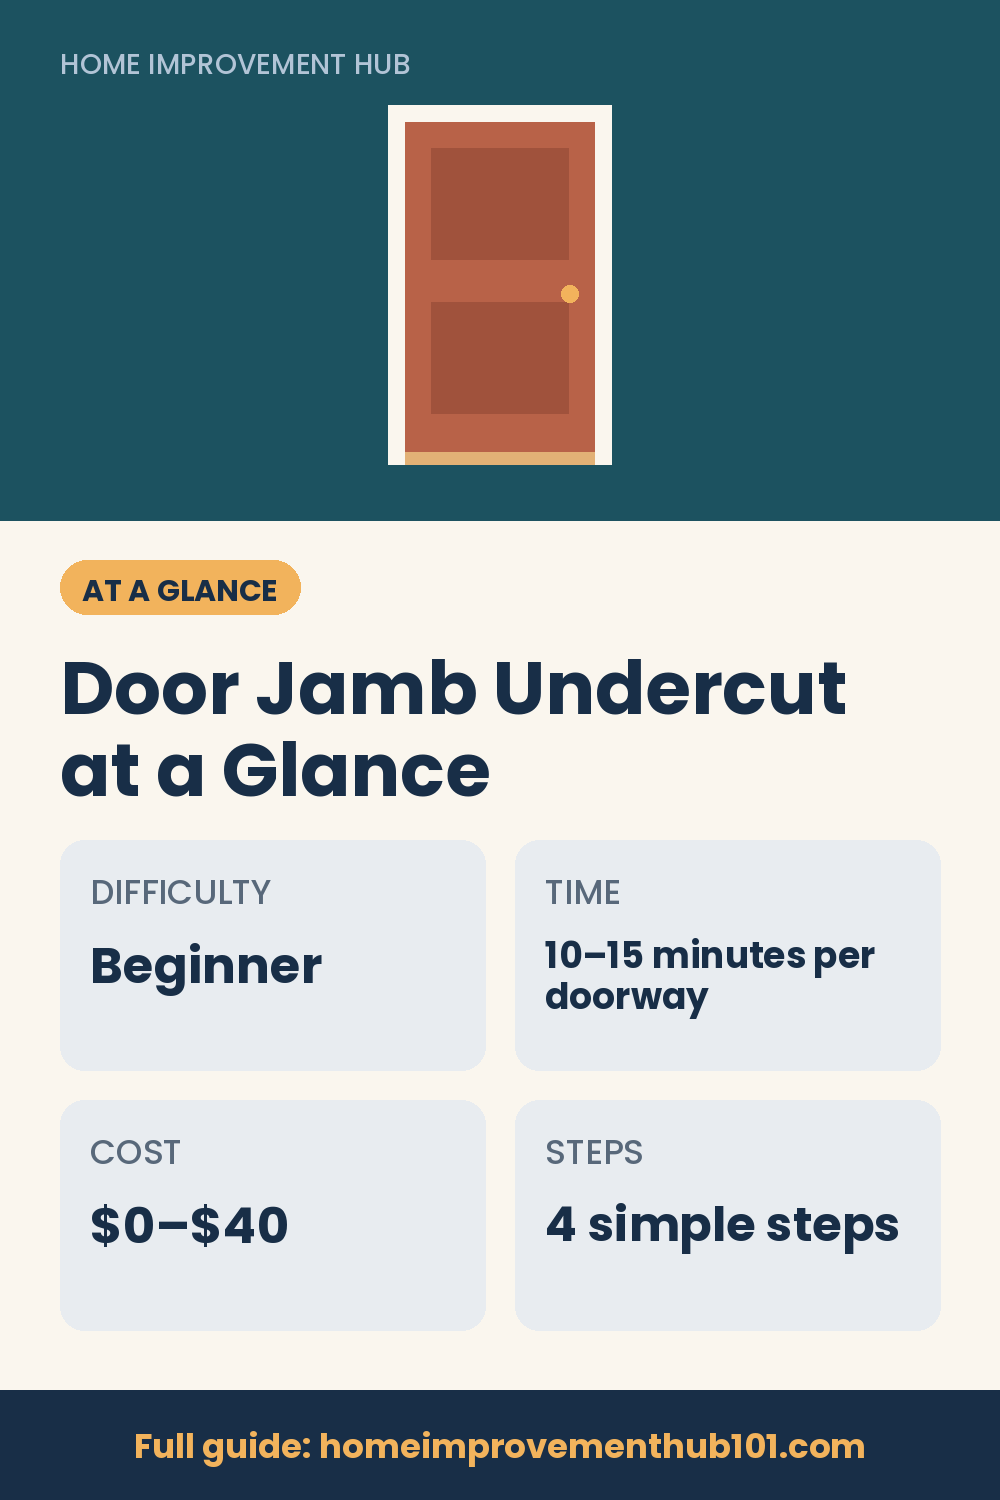 HOME IMPROVEMENT HUB
AT A GLANCE
Door Jamb Undercut
at a Glance
DIFFICULTY
Beginner
TIME
10–15 minutes per
doorway
COST
$0–$40
STEPS
4 simple steps
Full guide: homeimprovementhub101.com